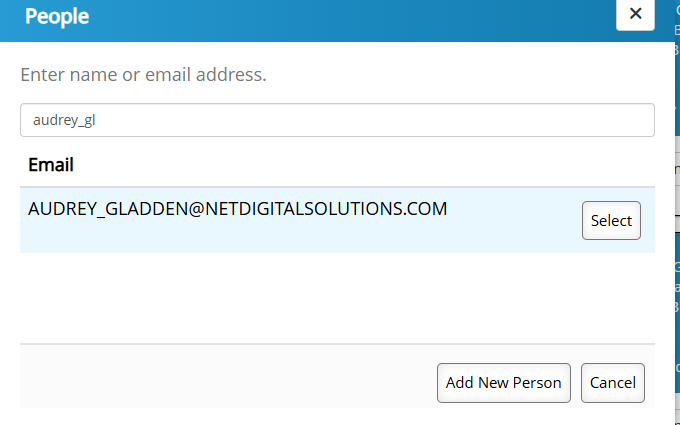 People
×
Enter name or email address.
audrey_gl
Email
AUDREY_GLADDEN@NETDIGITALSOLUTIONS.COM
Select
Add New Person
Cancel